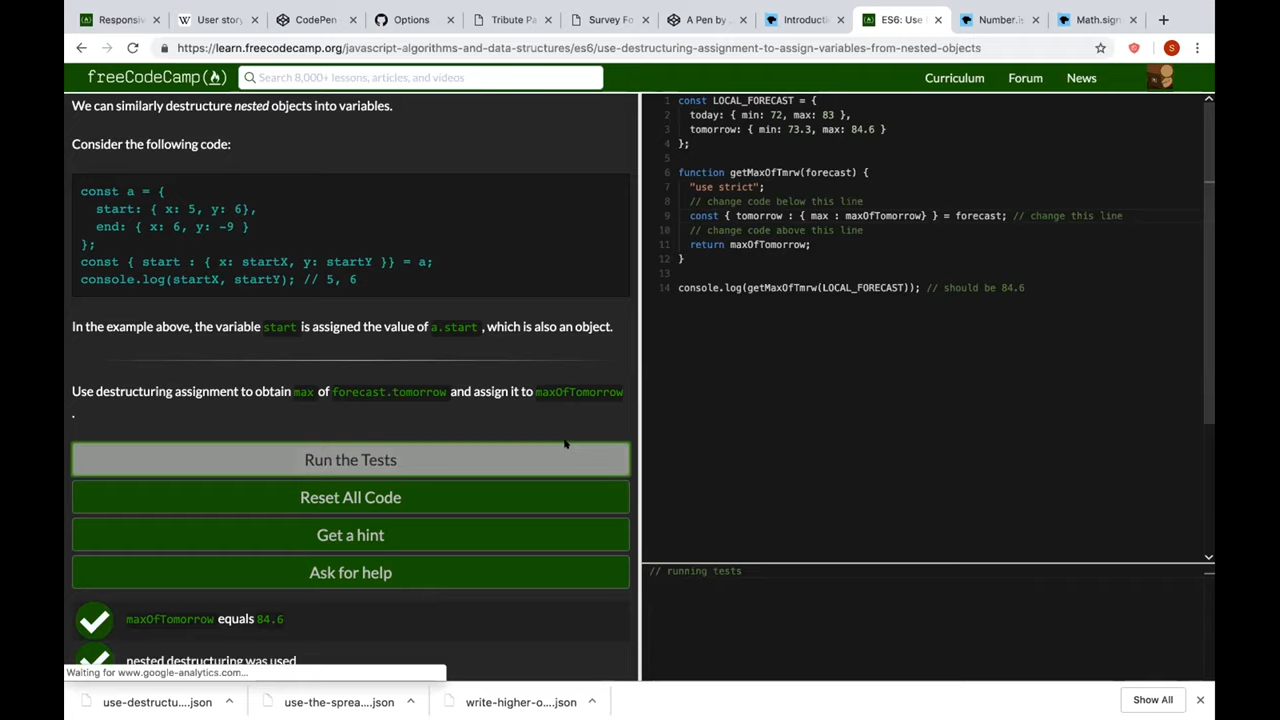 Responsiv
User story
CodePen
Options
Tribute Pa
Survey Fo
A Pen by
Introducti
ES6: Use
Number.is
Math.sign
https://learn.freecodecamp.org/javascript-algorithms-and-data-structures/es6/use-destructuring-assignment-to-assign-variables-from-nested-objects
S
freeCodeCamp
Search 8,000+ lessons, articles, and videos
Curriculum
Forum
News
We can similarly destructure nested objects into variables.
Consider the following code:
const a = {
start: { x: 5, y: 6},
end: { x: 6, y: -9 }
};
const { start : { x: startX, y: startY }} = a;
console.log(startX, startY); // 5, 6
In the example above, the variable start is assigned the value of a.start, which is also an object.
Use destructuring assignment to obtain max of forecast.tomorrow and assign it to maxOfTomorrow
.
Run the Tests
Reset All Code
Get a hint
Ask for help
maxOfTomorrow equals 84.6
nested destructuring was used
1 const LOCAL_FORECAST = {
2 today: { min: 72, max: 83 },
3 tomorrow: { min: 73.3, max: 84.6 }
4 };
5
6 function getMaxOfTmrw(forecast) {
7 "use strict";
8 // change code below this line
9 const { tomorrow : { max : maxOfTomorrow} } = forecast; // change this line
10 // change code above this line
11 return maxOfTomorrow;
12 }
13
14 console.log(getMaxOfTmrw(LOCAL_FORECAST)); // should be 84.6
// running tests
Waiting for www.google-analytics.com...
use-destructu....json
use-the-sprea....json
write-higher-o....json
Show All